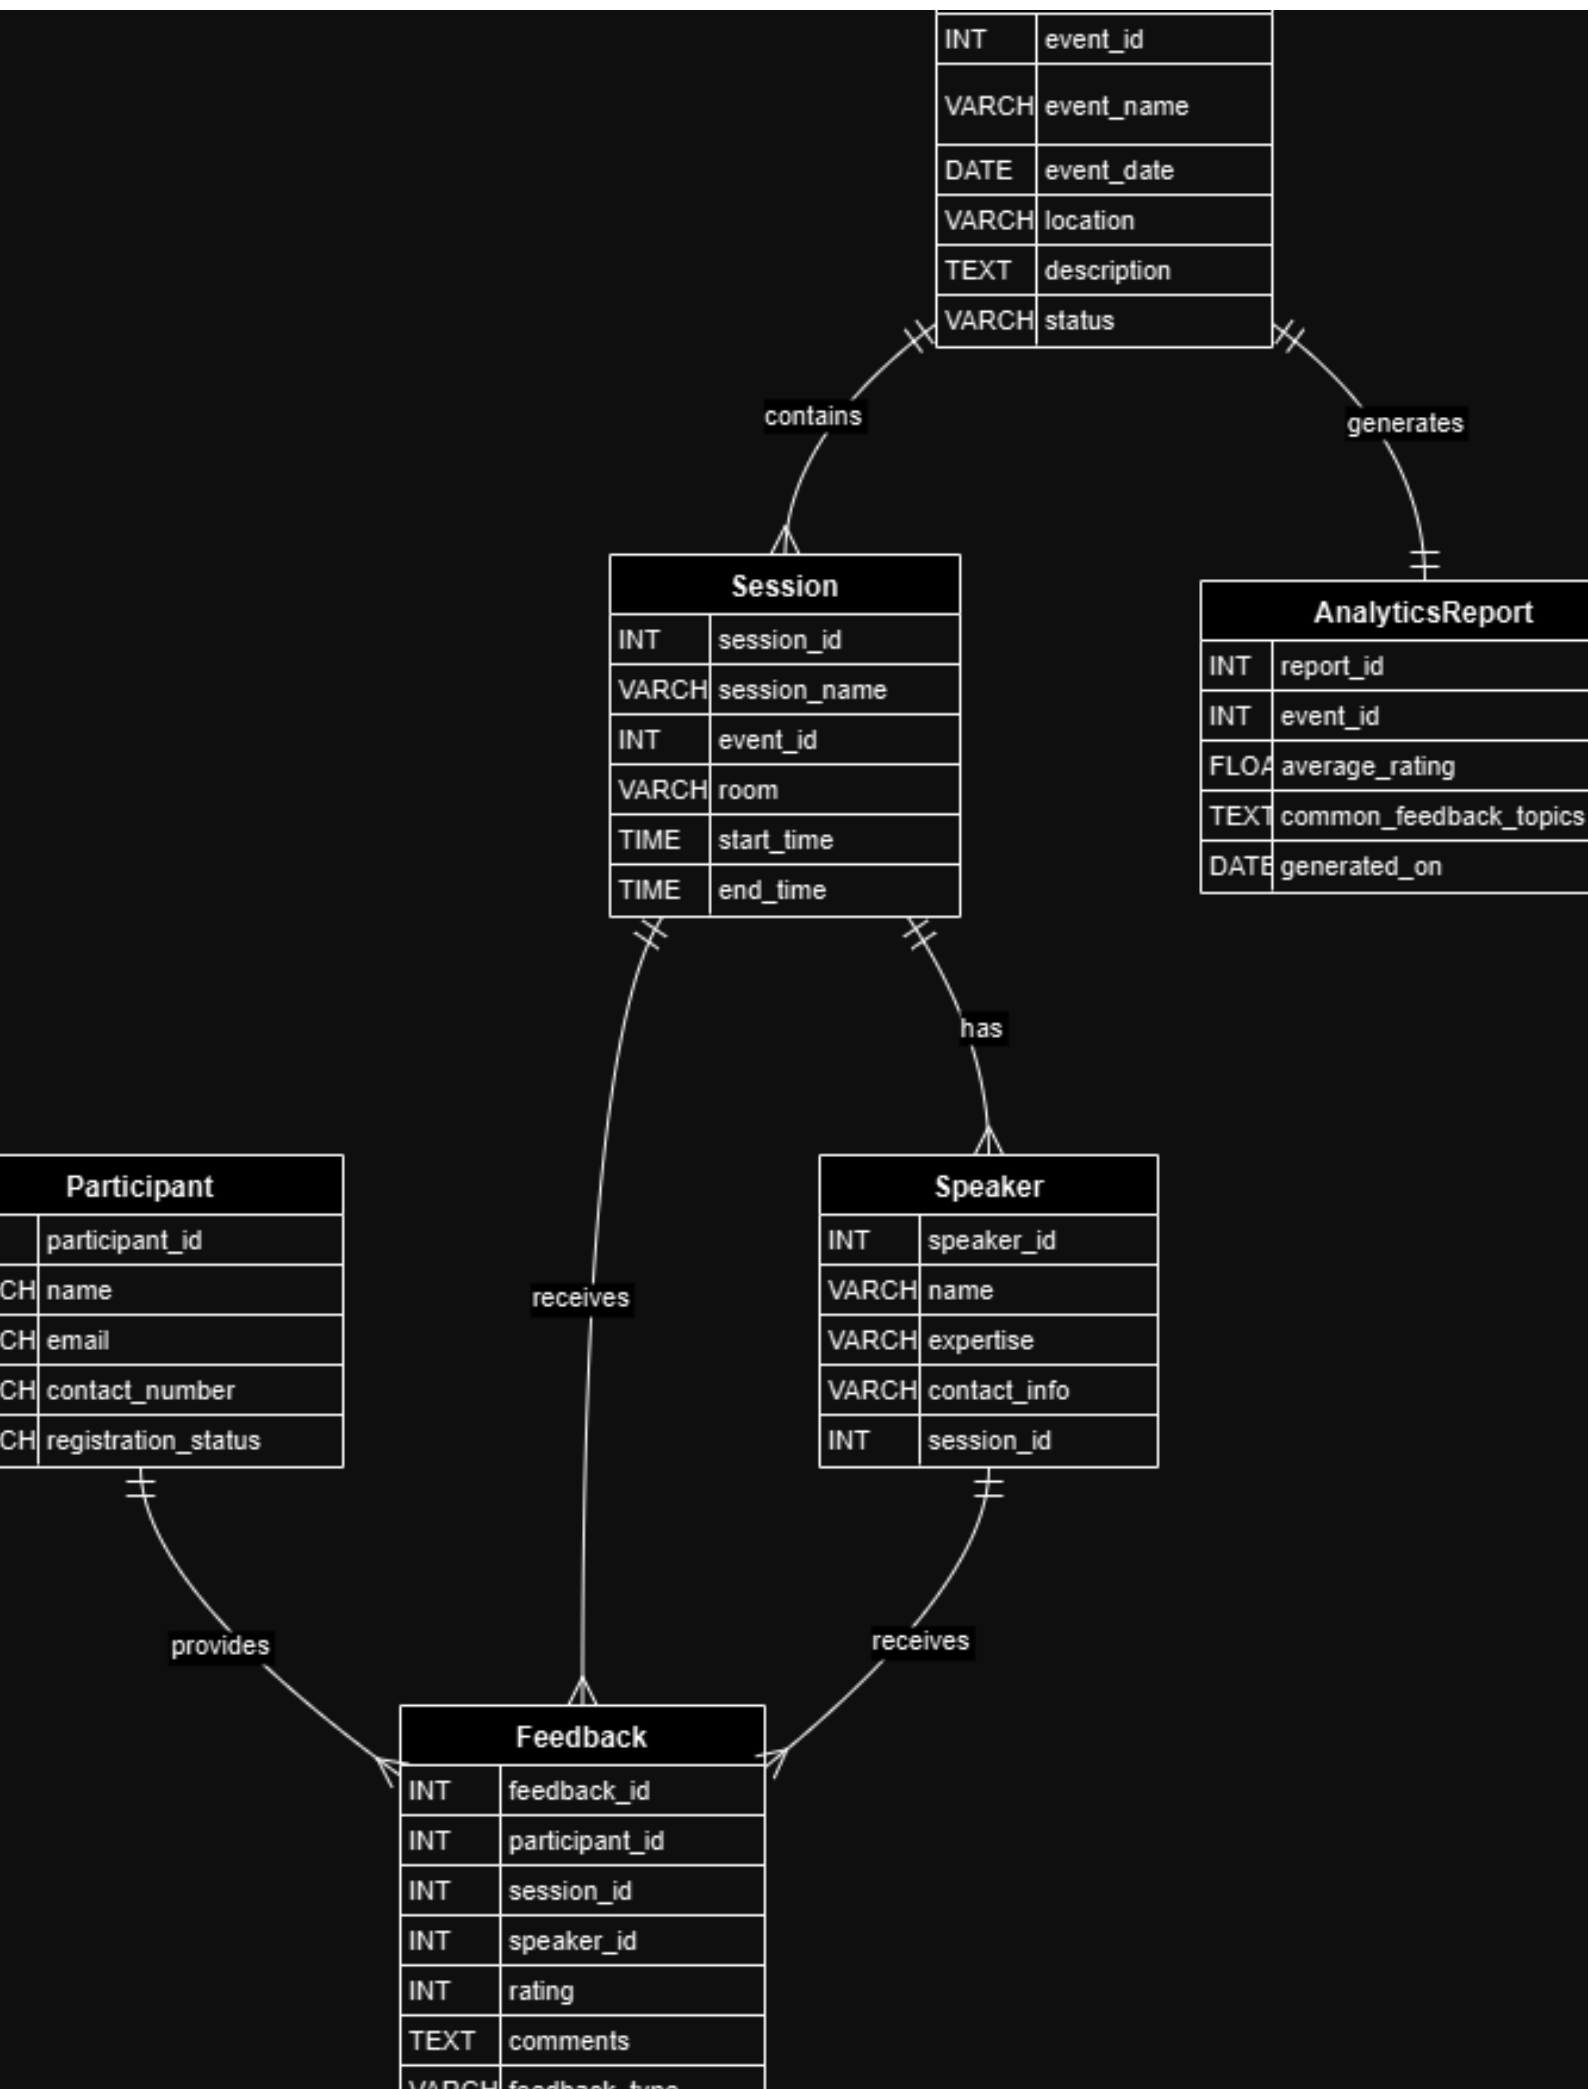 INT event_id
VARCH event_name
DATE event_date
VARCH location
TEXT description
VARCH status
contains
generates
Session
INT session_id
VARCH session_name
INT event_id
VARCH room
TIME start_time
TIME end_time
AnalyticsReport
INT report_id
INT event_id
FLOA average_rating
TEXT common_feedback_topics
DATE generated_on
has
Participant
participant_id
CH name
CH email
CH contact_number
CH registration_status
receives
Speaker
INT speaker_id
VARCH name
VARCH expertise
VARCH contact_info
INT session_id
provides
receives
Feedback
INT feedback_id
INT participant_id
INT session_id
INT speaker_id
INT rating
TEXT comments
VARCH feedback_type